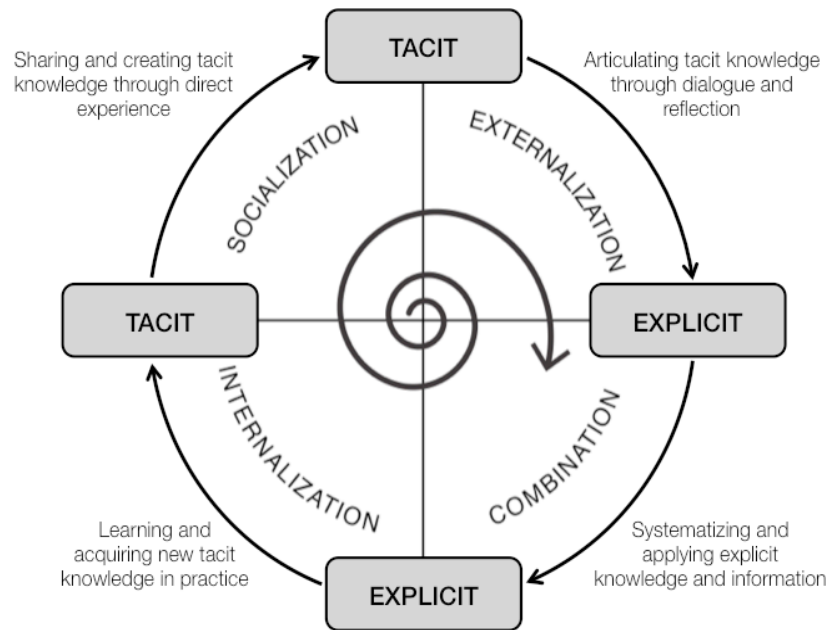 TACIT
Sharing and creating tacit
knowledge through direct
experience
Articulating tacit knowledge
through dialogue and
reflection
SOCIALIZATION
EXTERNALIZATION
TACIT
EXPLICIT
INTERNALIZATION
COMBINATION
Learning and
acquiring new tacit
knowledge in practice
Systematizing and
applying explicit
knowledge and information
EXPLICIT